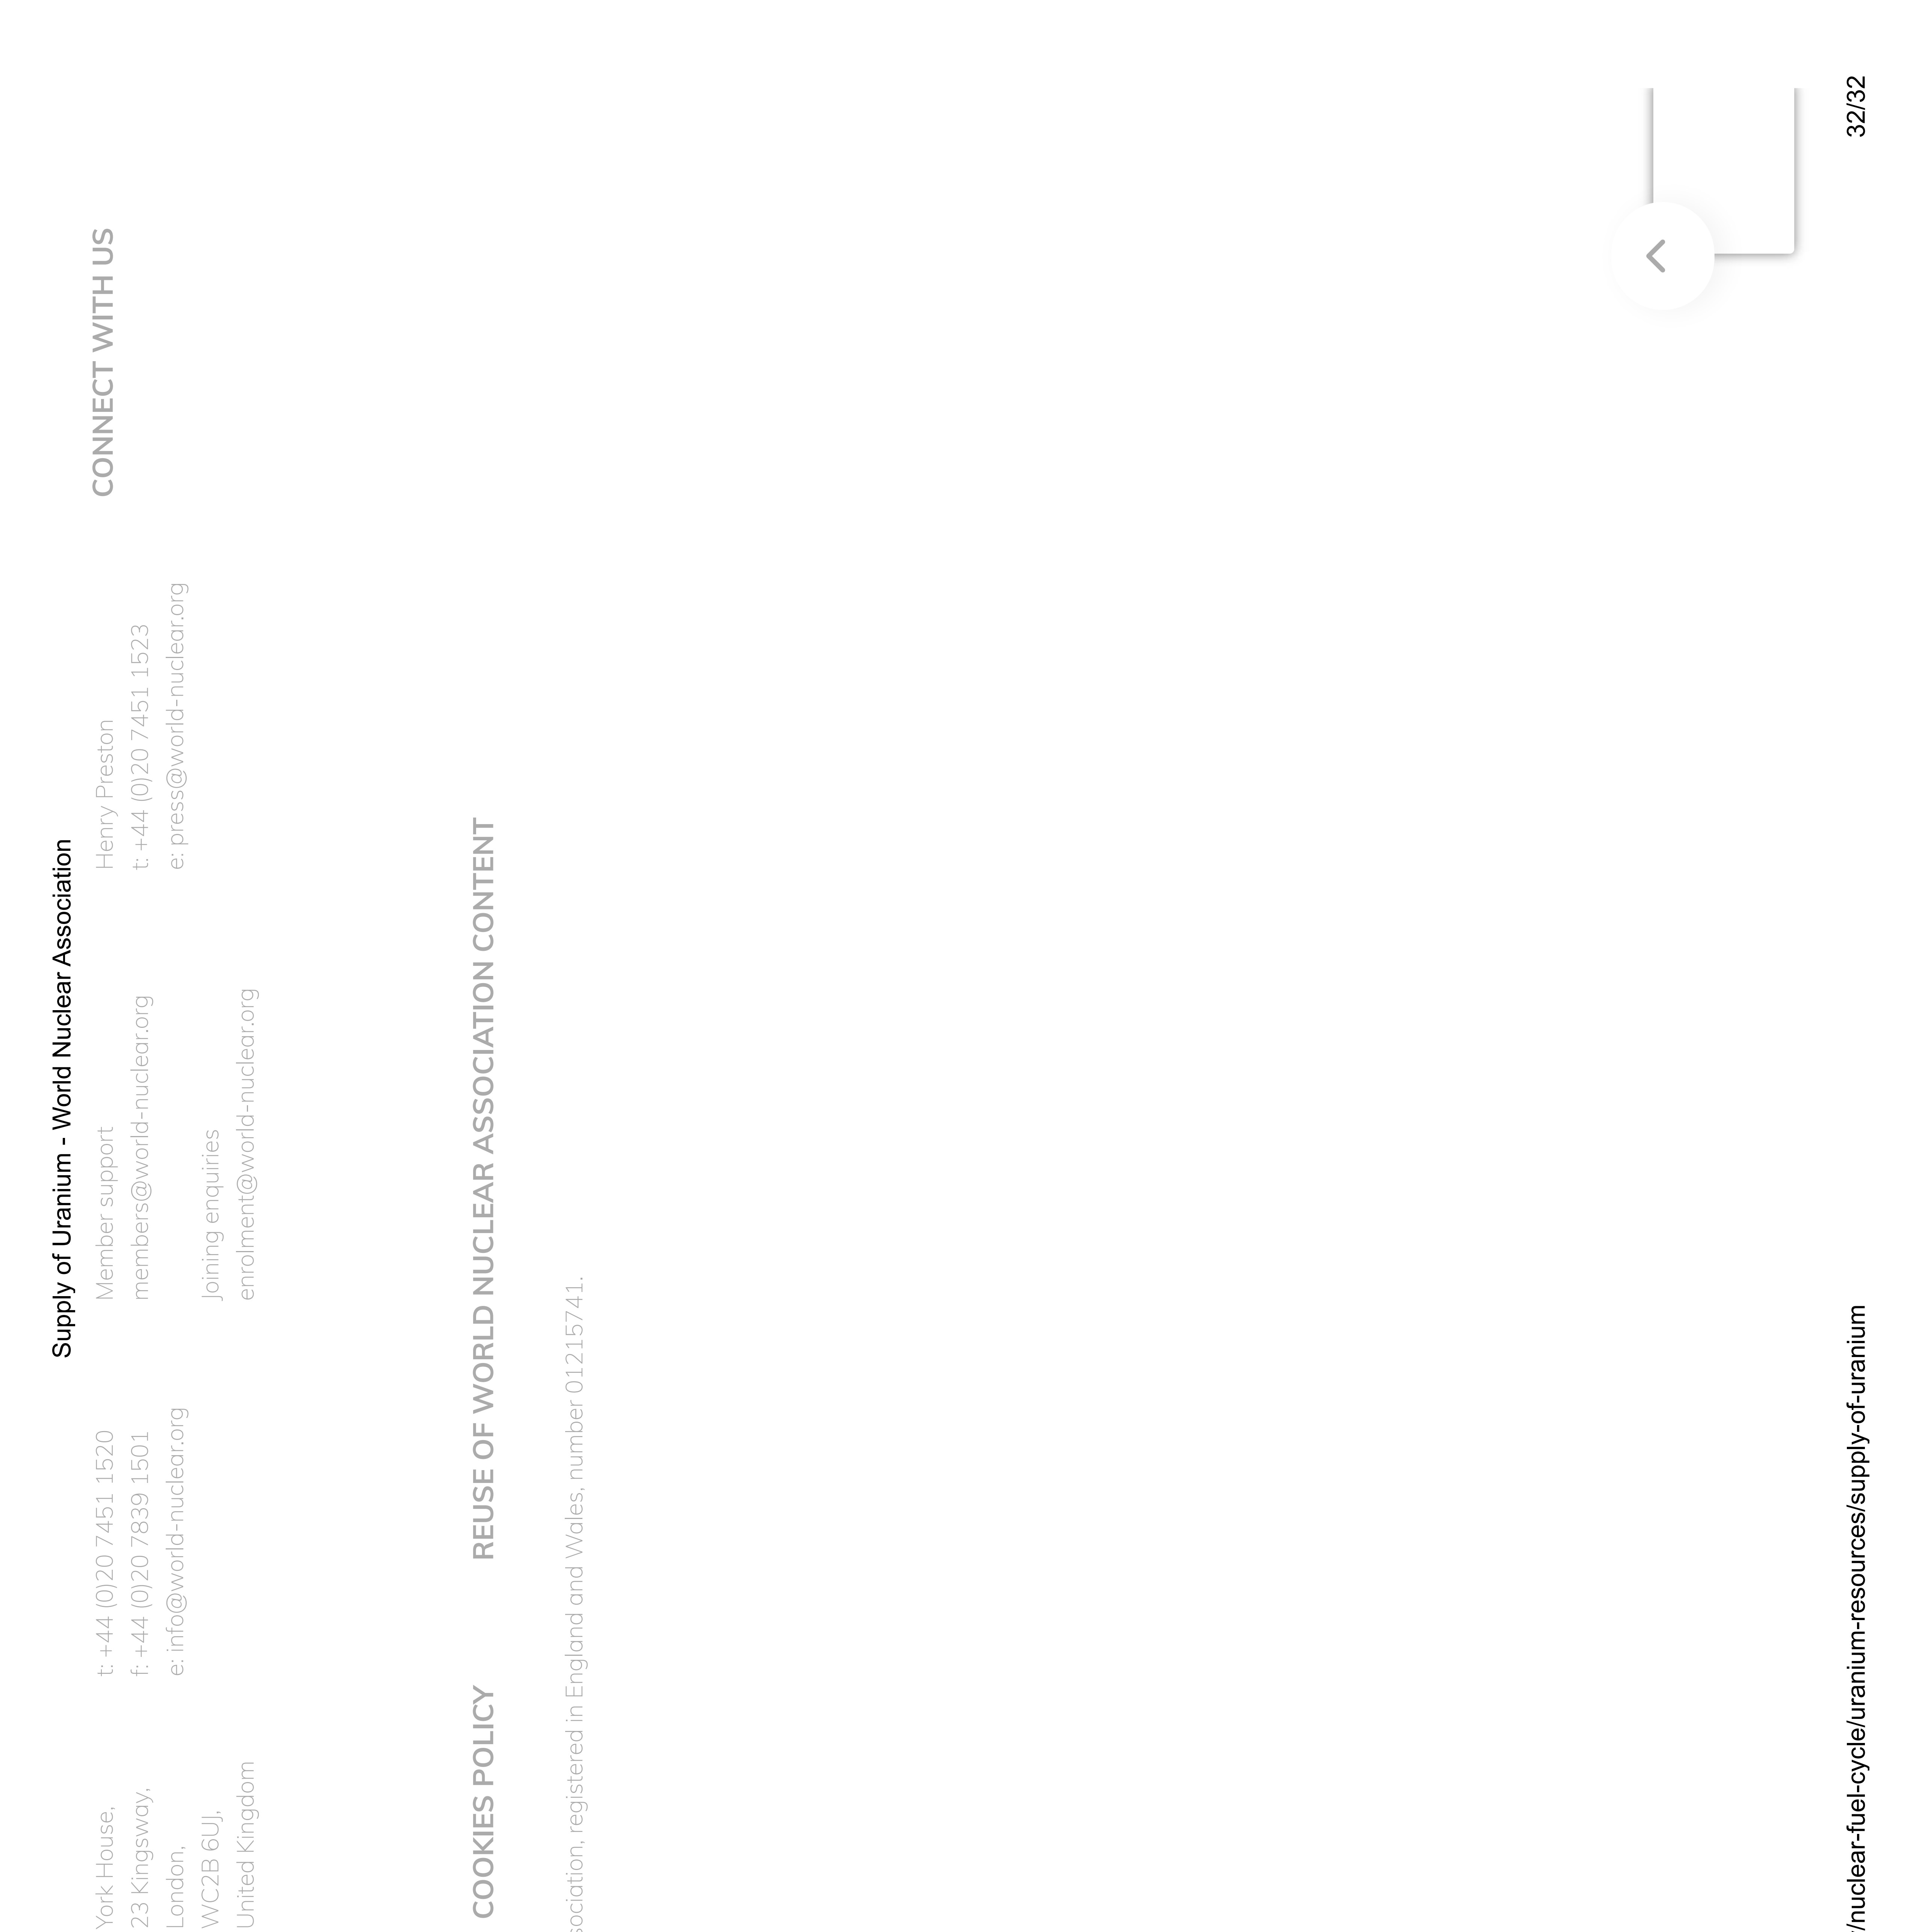 Supply of Uranium - World Nuclear Association
York House,
23 Kingsway,
London,
WC2B 6UJ,
United Kingdom
t: +44 (0)20 7451 1520
f: +44 (0)20 7839 1501
e: info@world-nuclear.org
Member support
members@world-nuclear.org
Joining enquiries
enrolment@world-nuclear.org
Henry Preston
t: +44 (0)20 7451 1523
e: press@world-nuclear.org
CONNECT WITH US
COOKIES POLICY
REUSE OF WORLD NUCLEAR ASSOCIATION CONTENT
sociation, registered in England and Wales, number 01215741.
/nuclear-fuel-cycle/uranium-resources/supply-of-uranium
32/32